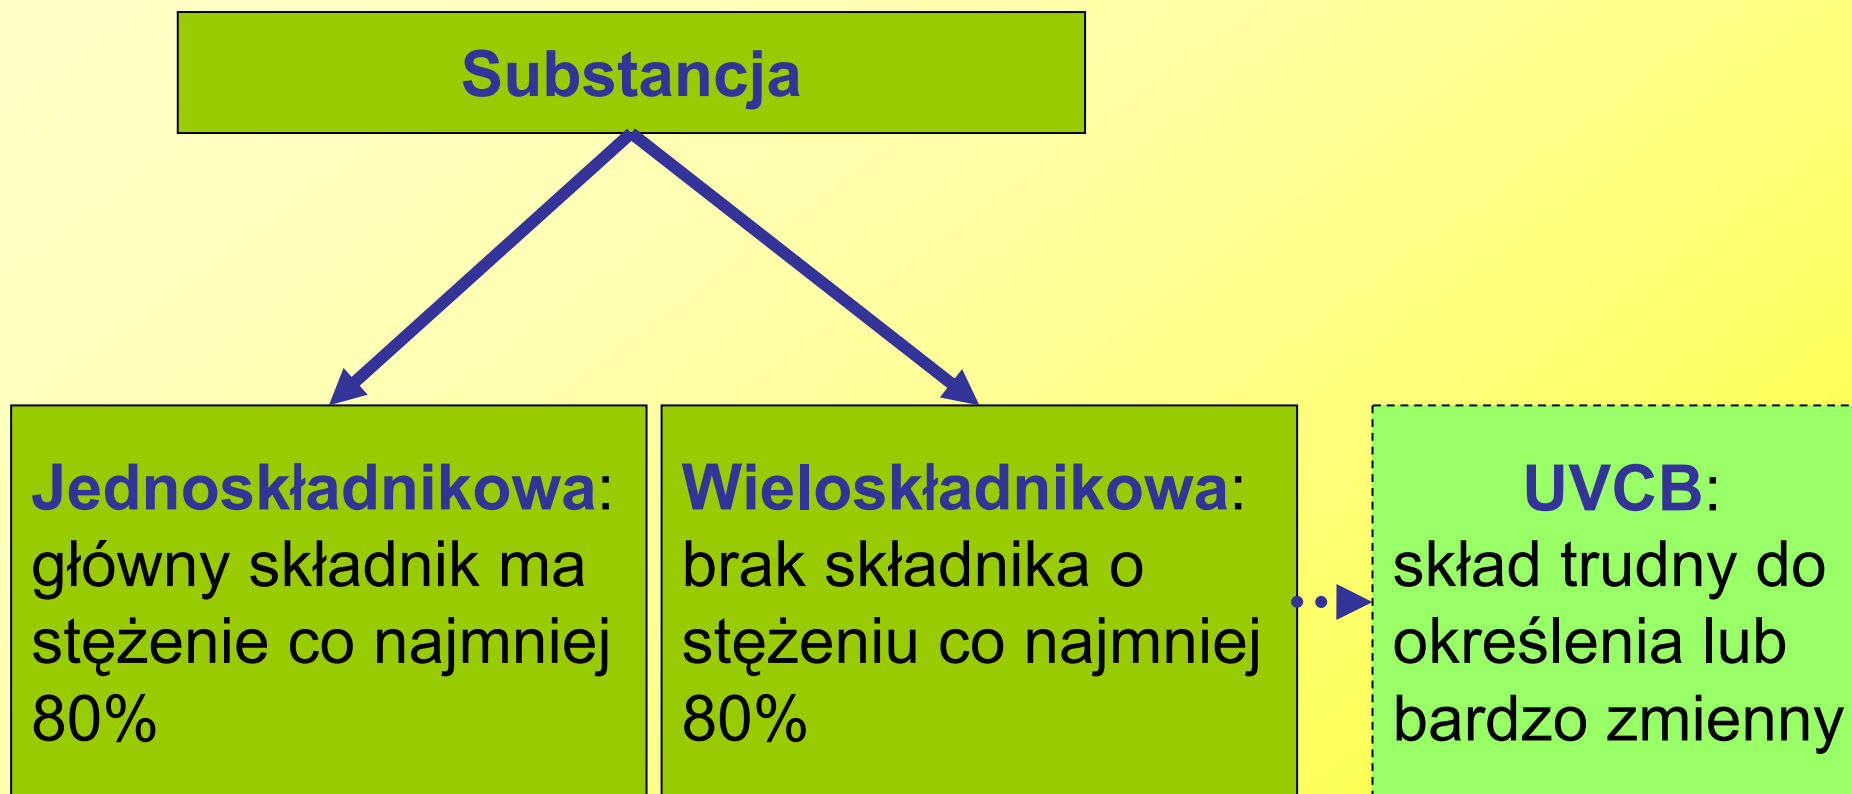 Substancja
Jednoskładnikowa:
główny składnik ma
stężenie co najmniej
80%
Wieloskładnikowa:
brak składnika o
stężeniu co najmniej
80%
UVCB:
skład trudny do
określenia lub
bardzo zmienny